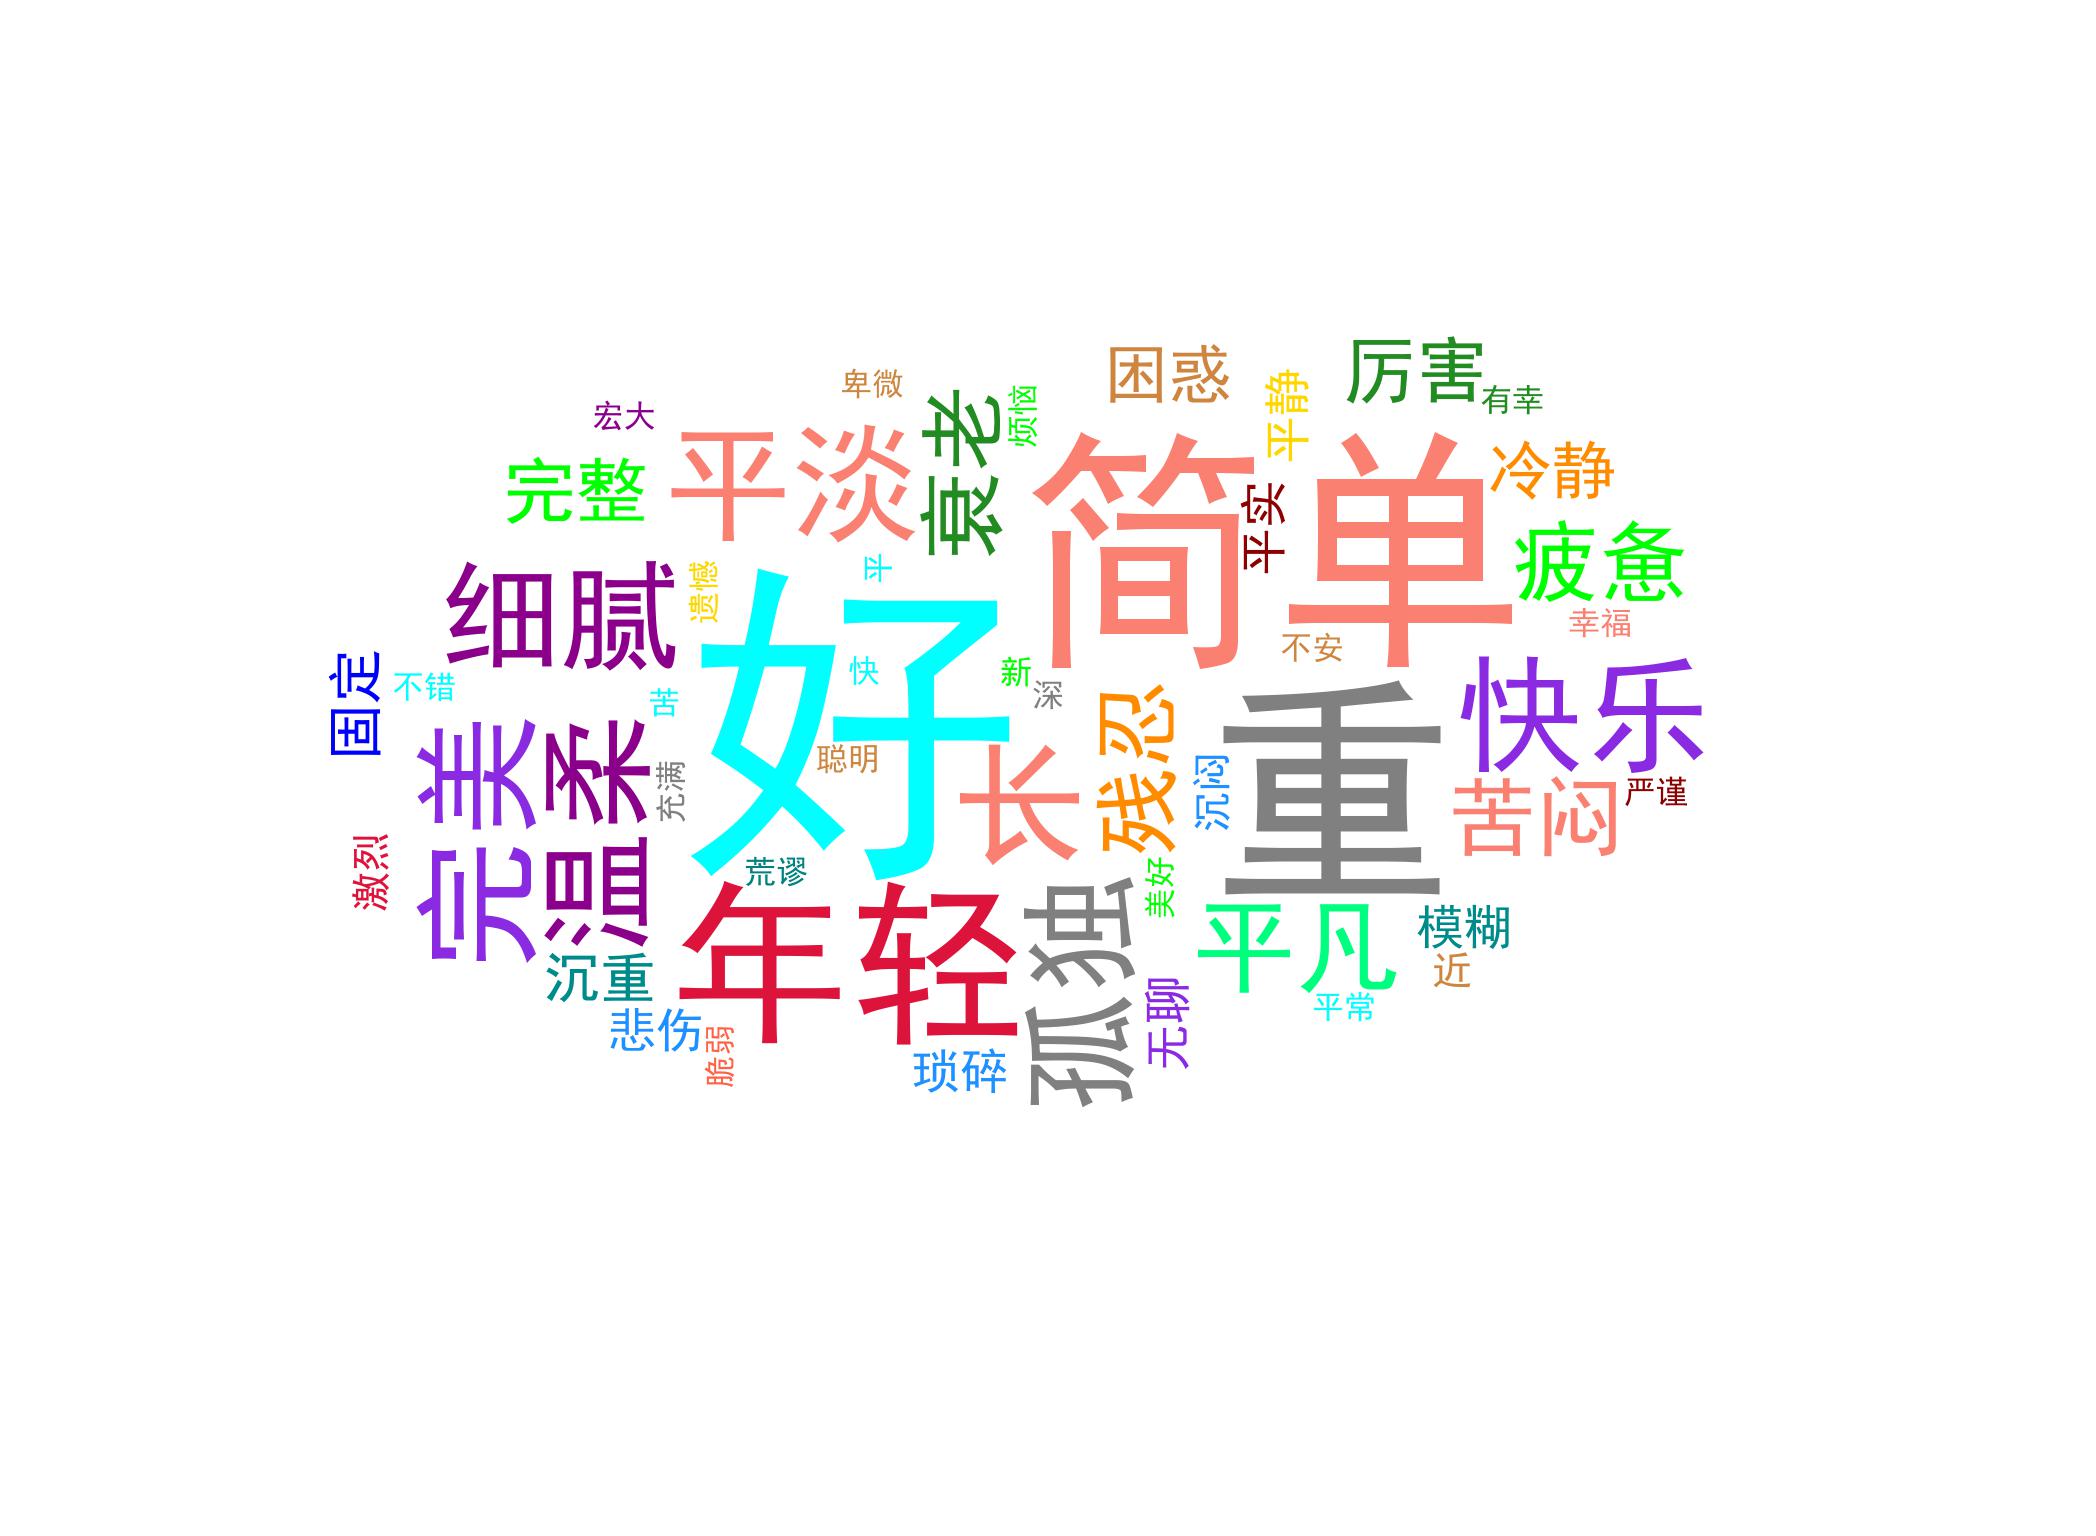 困惑
厉害
卑微
有幸
宏大
烦恼
平静
衰老
平淡
简单
冷静
完整
平实
疲惫
平
遗憾
细腻
好
幸福
不安
快
新
深
不错
固定
苦
快乐
残忍
重
聪明
长
沉闷
苦闷
严谨
充满
完美
温柔
激烈
荒谬
美好
年轻
孤独
平凡
模糊
近
沉重
平常
无聊
悲伤
脆弱
琐碎